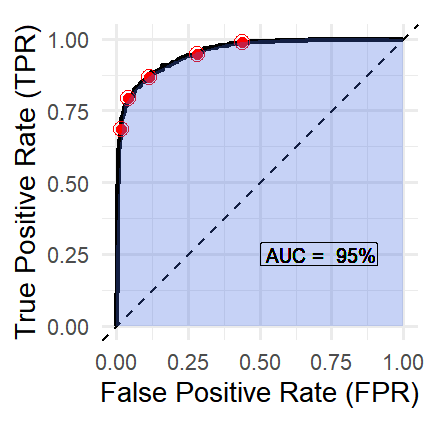 True Positive Rate (TPR)
1.00
0.75
0.50
0.25
0.00
AUC = 95%
0.00 0.25 0.50 0.75 1.00
False Positive Rate (FPR)